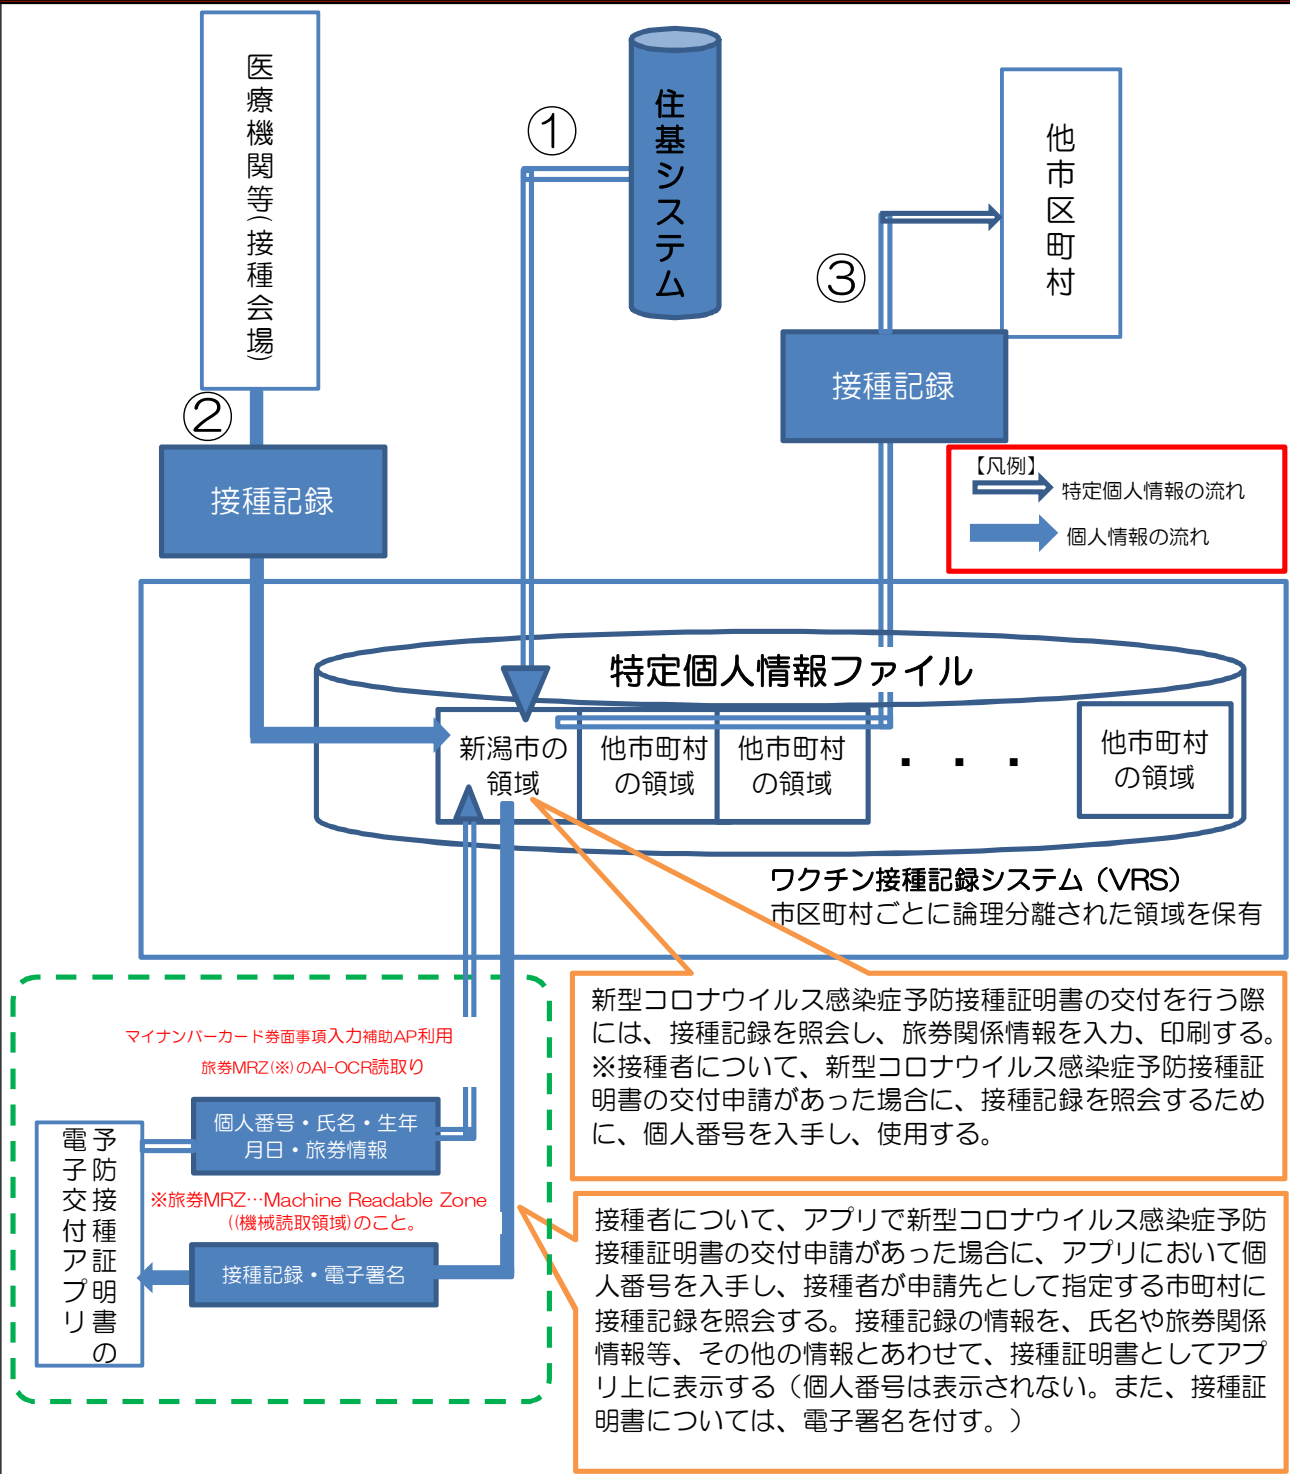 医療機関等(接種会場)
①
住基システム
他市区町村
③
接種記録
②
接種記録
【凡例】
特定個人情報の流れ
個人情報の流れ
特定個人情報ファイル
新潟市の
領域
他市町村
の領域
他市町村
の領域
・・・
他市町村
の領域
ワクチン接種記録システム（VRS）
市区町村ごとに論理分離された領域を保有
マイナンバーカード券面事項入力補助AP利用
旅券MRZ(※)のAI-OCR読取り
個人番号・氏名・生年
月日・旅券情報
※旅券MRZ…Machine Readable Zone
((機械読取領域)のこと。
接種記録・電子署名
予防接種証明書の
電子交付アプリ
新型コロナウイルス感染症予防接種証明書の交付を行う際
には、接種記録を照会し、旅券関係情報を入力、印刷する。
※接種者について、新型コロナウイルス感染症予防接種証
明書の交付申請があった場合に、接種記録を照会するため
に、個人番号を入手し、使用する。
接種者について、アプリで新型コロナウイルス感染症予防
接種証明書の交付申請があった場合に、アプリにおいて個
人番号を入手し、接種者が申請先として指定する市町村に
接種記録を照会する。接種記録の情報を、氏名や旅券関係
情報等、その他の情報とあわせて、接種証明書としてアプ
リ上に表示する（個人番号は表示されない。また、接種証
明書については、電子署名を付す。）